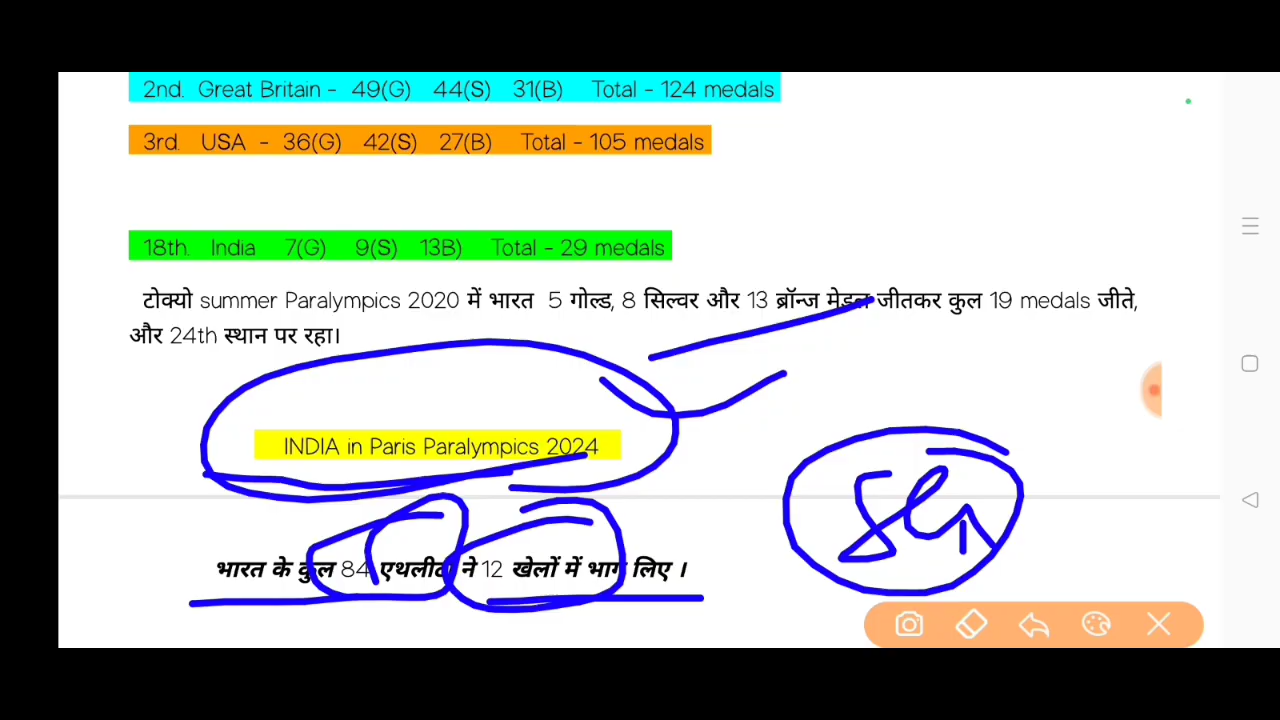 2nd. Great Britain - 49(G) 44(S) 31(B) Total - 124 medals
3rd. USA - 36(G) 42(S) 27(B) Total - 105 medals
18th. India 7(G) 9(S) 13B) Total - 29 medals
टोक्यो summer Paralympics 2020 में भारत 5 गोल्ड, 8 सिल्वर और 13 ब्रॉन्ज मेडल जीतकर कुल 19 medals जीते,
और 24th स्थान पर रहा।
INDIA in Paris Paralympics 2024
भारत के कुल 84 एथलीटों ने 12 खेलों में भाग लिए ।